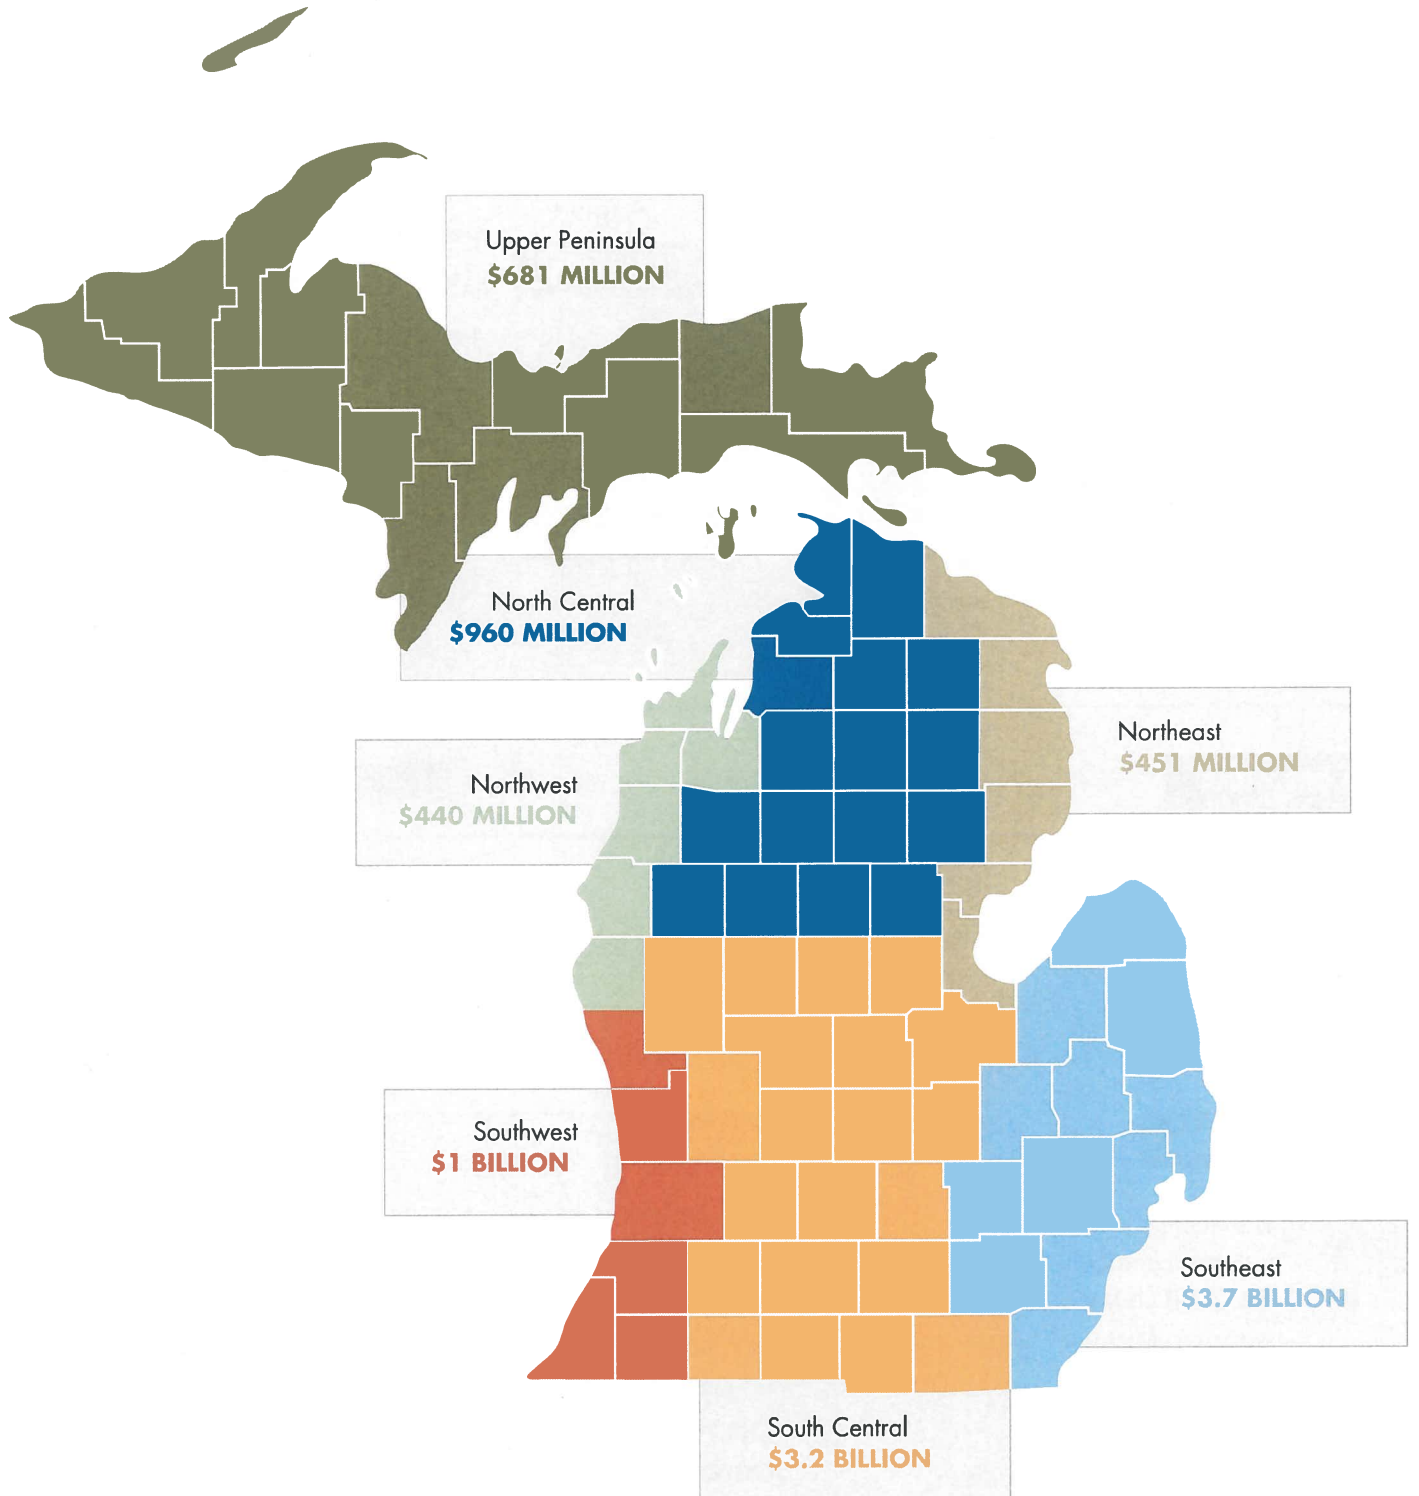 Upper Peninsula
$681 MILLION
North Central
$960 MILLION
Northeast
$451 MILLION
Northwest
$440 MILLION
Southwest
$1 BILLION
Southeast
$3.7 BILLION
South Central
$3.2 BILLION